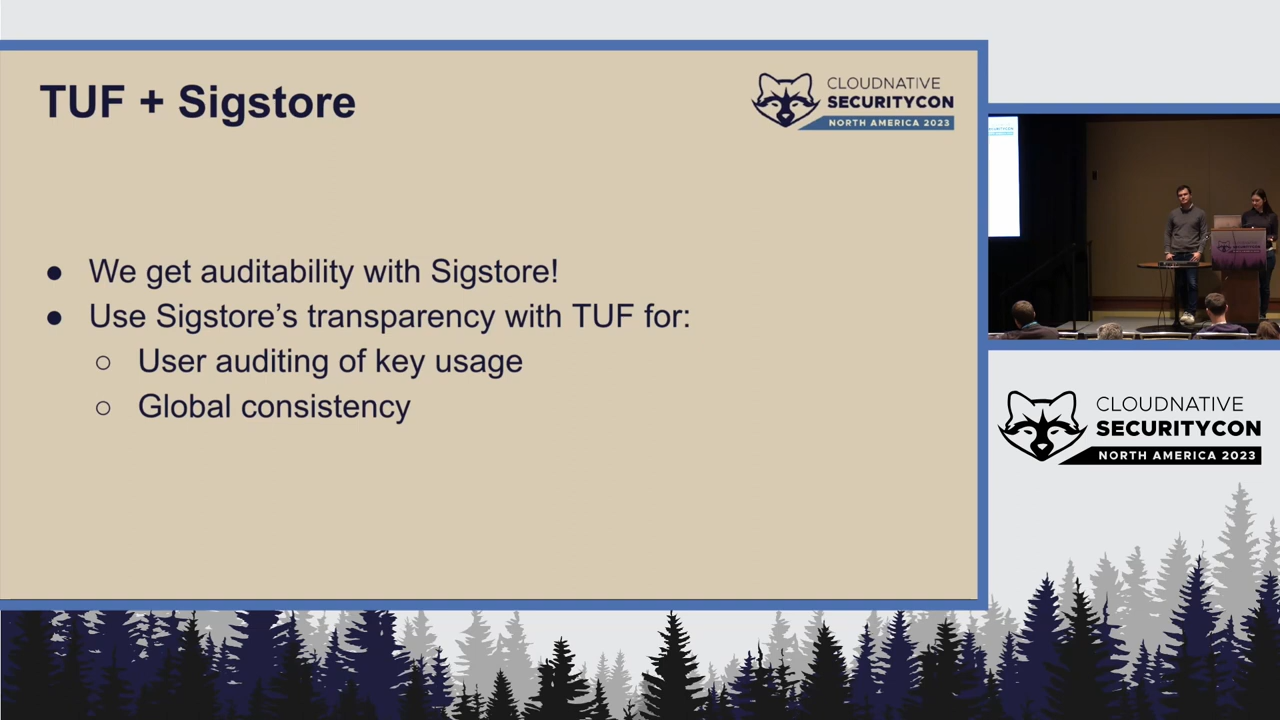 TUF + Sigstore
CLOUDNATIVE
SECURITYCON
NORTH AMERICA 2023
● We get auditability with Sigstore!
● Use Sigstore’s transparency with TUF for:
○ User auditing of key usage
○ Global consistency
CLOUDNATIVE
SECURITYCON
NORTH AMERICA 2023